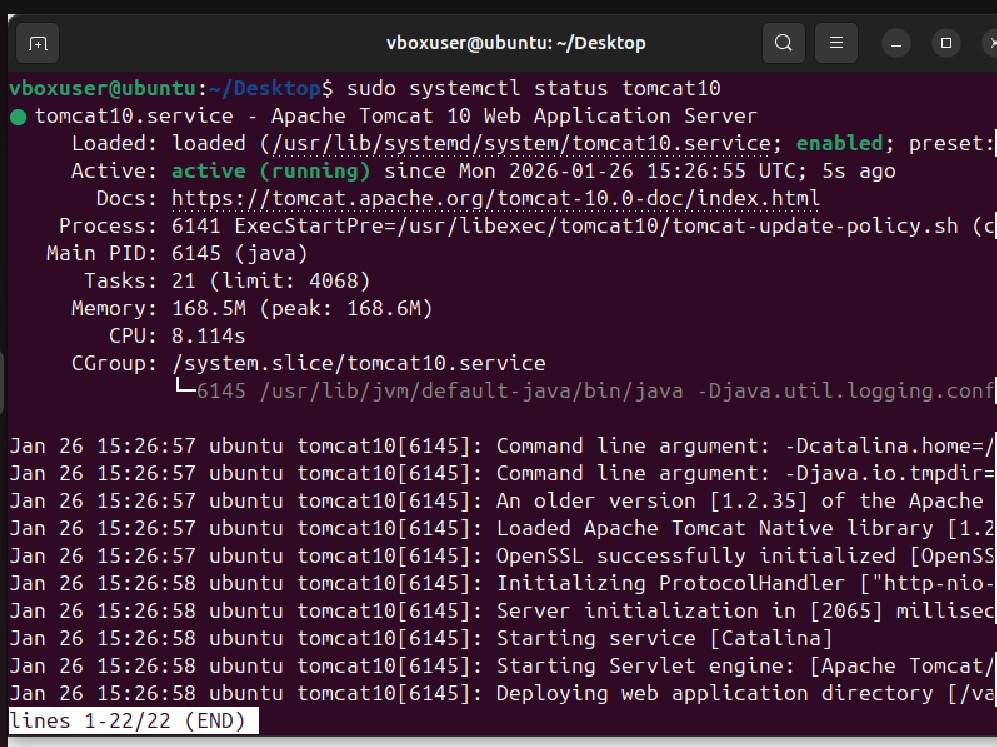 vboxuser@ubuntu: ~/Desktop
vboxuser@ubuntu:~/Desktop$ sudo systemctl status tomcat10
● tomcat10.service - Apache Tomcat 10 Web Application Server
     Loaded: loaded (/usr/lib/systemd/system/tomcat10.service; enabled; preset:
     Active: active (running) since Mon 2026-01-26 15:26:55 UTC; 5s ago
       Docs: https://tomcat.apache.org/tomcat-10.0-doc/index.html
    Process: 6141 ExecStartPre=/usr/libexec/tomcat10/tomcat-update-policy.sh (c
   Main PID: 6145 (java)
      Tasks: 21 (limit: 4068)
     Memory: 168.5M (peak: 168.6M)
        CPU: 8.114s
     CGroup: /system.slice/tomcat10.service
             └─6145 /usr/lib/jvm/default-java/bin/java -Djava.util.logging.conf
Jan 26 15:26:57 ubuntu tomcat10[6145]: Command line argument: -Dcatalina.home=/
Jan 26 15:26:57 ubuntu tomcat10[6145]: Command line argument: -Djava.io.tmpdir=
Jan 26 15:26:57 ubuntu tomcat10[6145]: An older version [1.2.35] of the Apache
Jan 26 15:26:57 ubuntu tomcat10[6145]: Loaded Apache Tomcat Native library [1.2
Jan 26 15:26:57 ubuntu tomcat10[6145]: OpenSSL successfully initialized [OpenSS
Jan 26 15:26:58 ubuntu tomcat10[6145]: Initializing ProtocolHandler ["http-nio-
Jan 26 15:26:58 ubuntu tomcat10[6145]: Server initialization in [2065] millisec
Jan 26 15:26:58 ubuntu tomcat10[6145]: Starting service [Catalina]
Jan 26 15:26:58 ubuntu tomcat10[6145]: Starting Servlet engine: [Apache Tomcat/
Jan 26 15:26:58 ubuntu tomcat10[6145]: Deploying web application directory [/va
lines 1-22/22 (END)